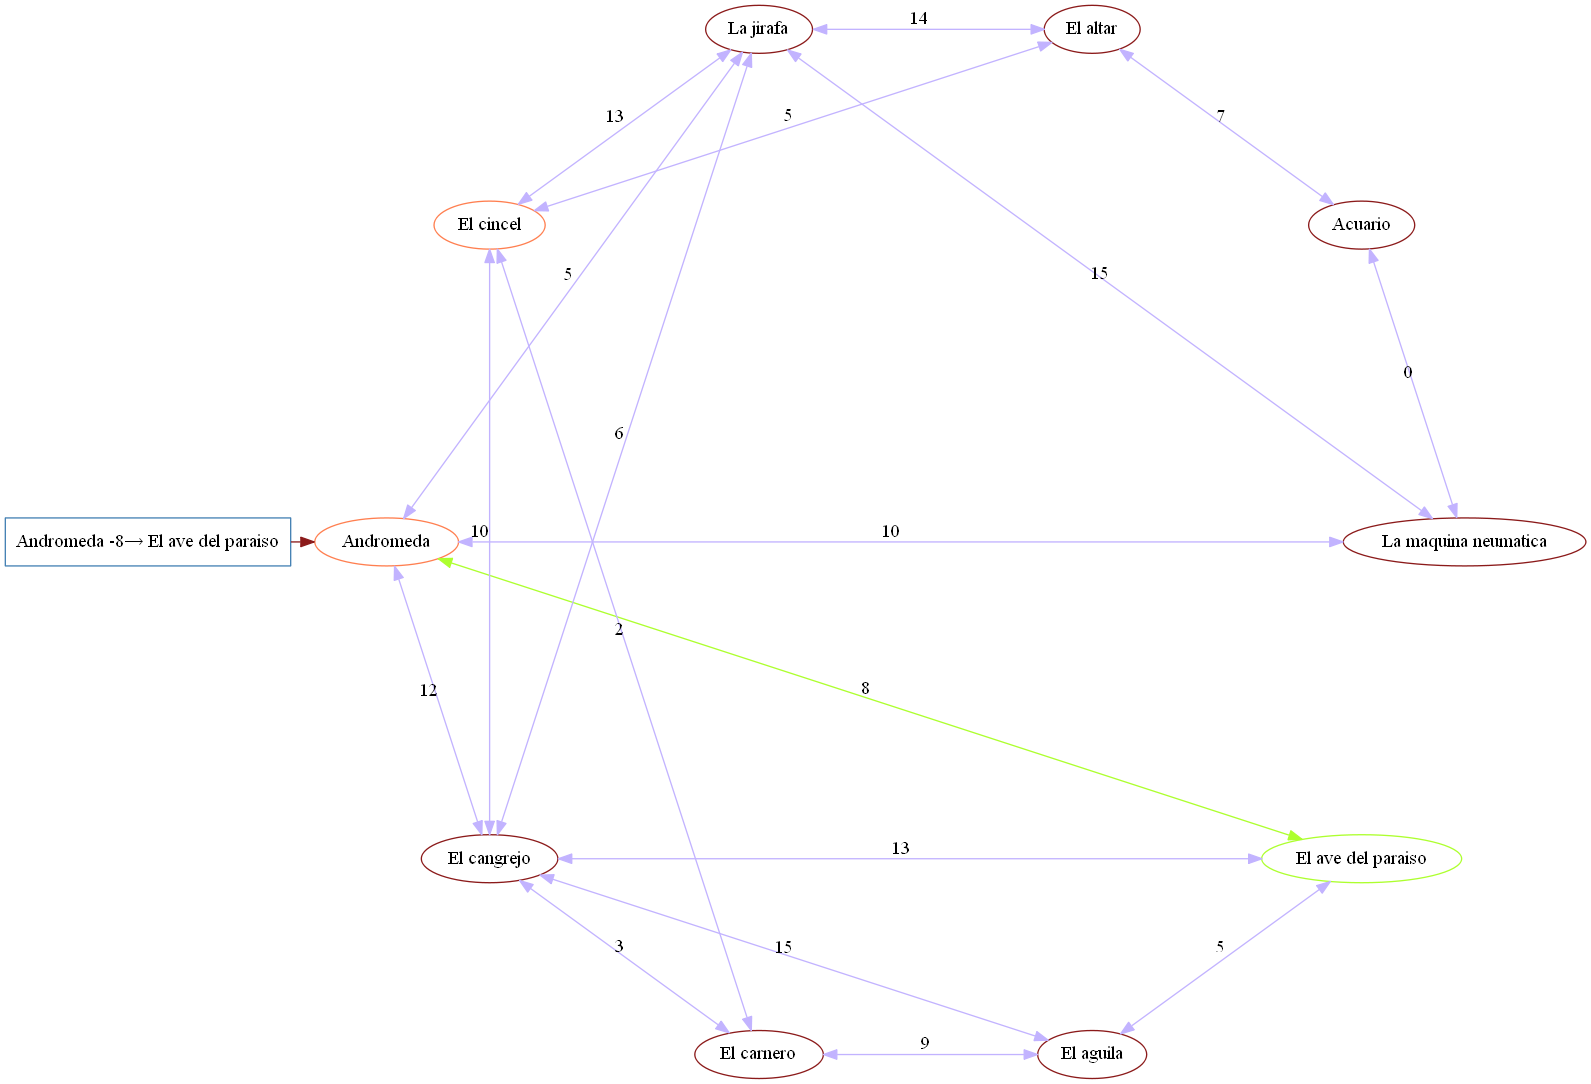 La jirafa
14
El altar
13
5
7
El cincel
Acuario
5
15
0
6
Andromeda -8→ El ave del paraiso
Andromeda
10
10
La maquina neumatica
2
12
8
El cangrejo
13
El ave del paraiso
3
15
5
El carnero
9
El aguila